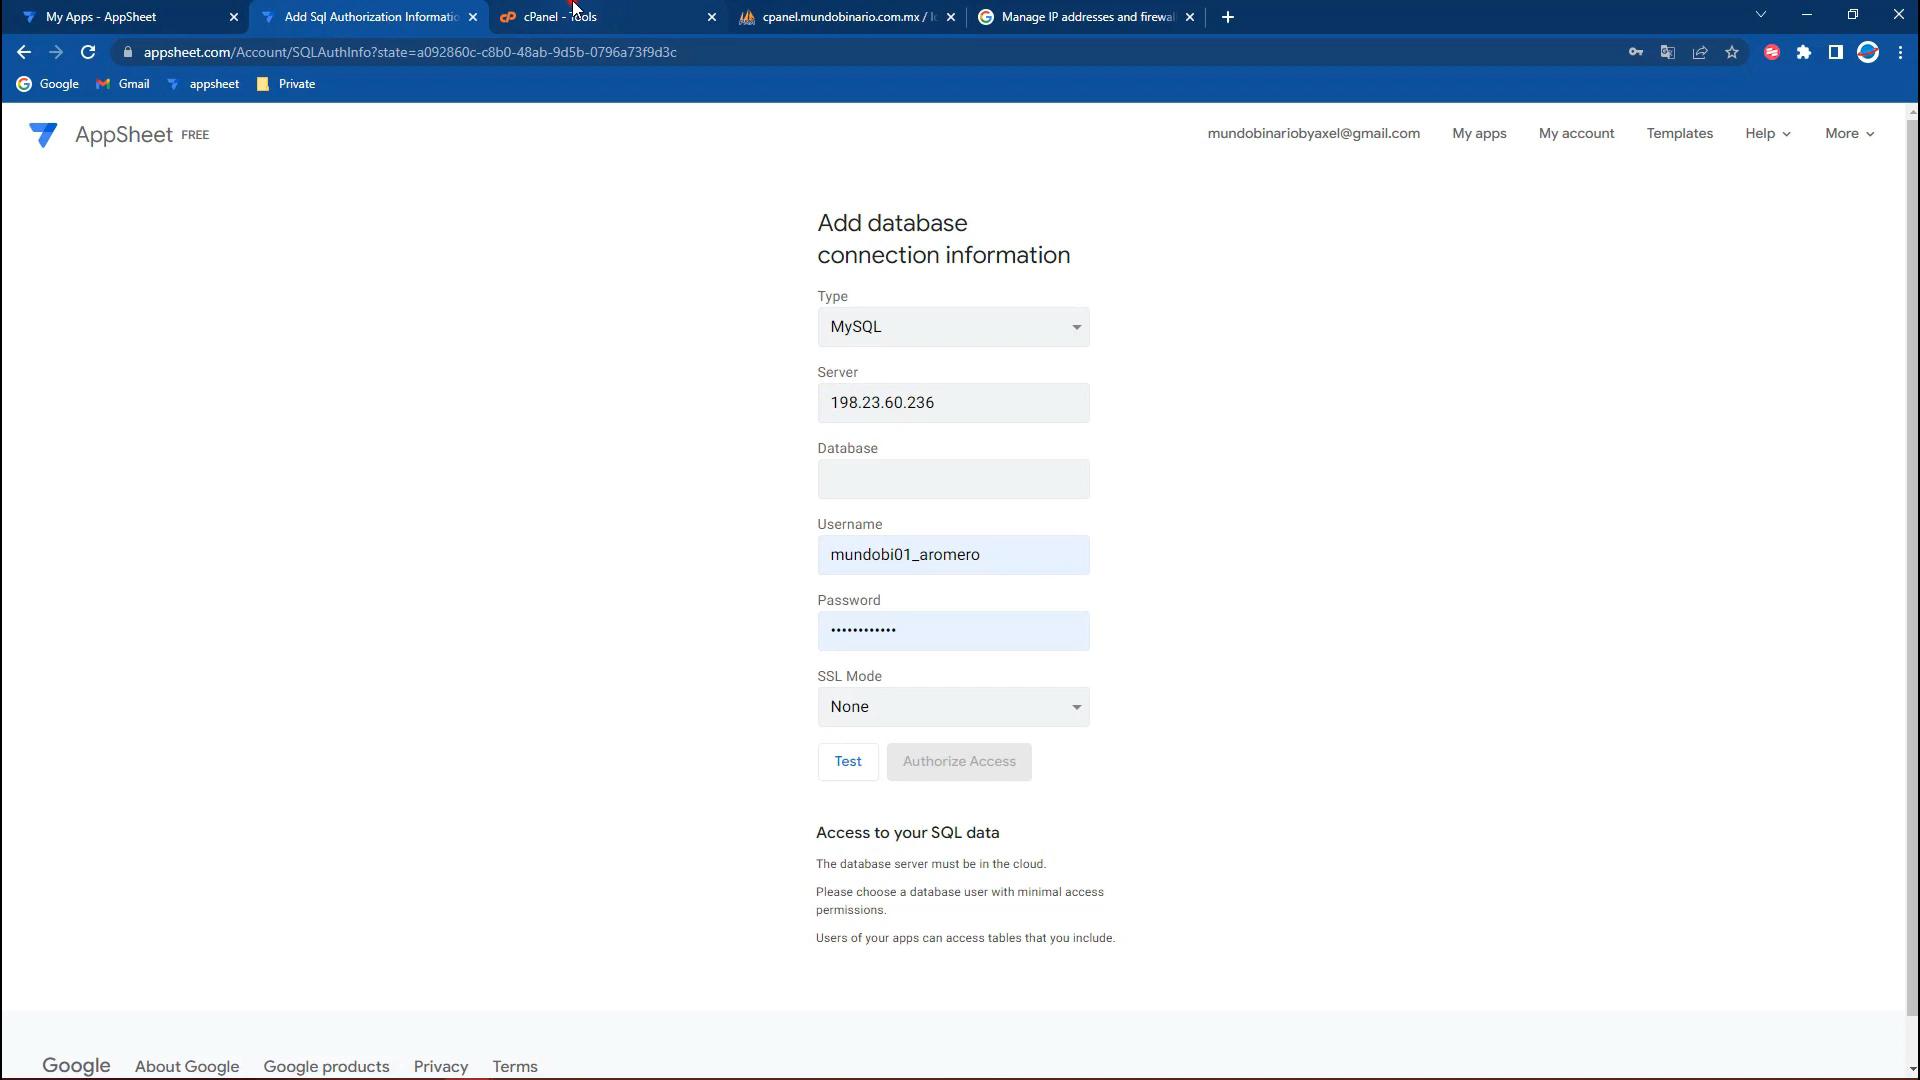 My Apps - AppSheet
Add Sql Authorization Informatio
cPanel - Tools
cpanel.mundobinario.com.mx / lo
Manage IP addresses and firewal
appsheet.com/Account/SQLAuthInfo?state=a092860c-c8b0-48ab-9d5b-0796a73f9d3c
Google
Gmail
appsheet
Private
AppSheet FREE
mundobinariobyaxel@gmail.com
My apps
My account
Templates
Help
More
Add database
connection information
Type
MySQL
Server
198.23.60.236
Database
Username
mundobi01_aromero
Password
••••••••••••
SSL Mode
None
Test
Authorize Access
Access to your SQL data
The database server must be in the cloud.
Please choose a database user with minimal access
permissions.
Users of your apps can access tables that you include.
Google
About Google
Google products
Privacy
Terms